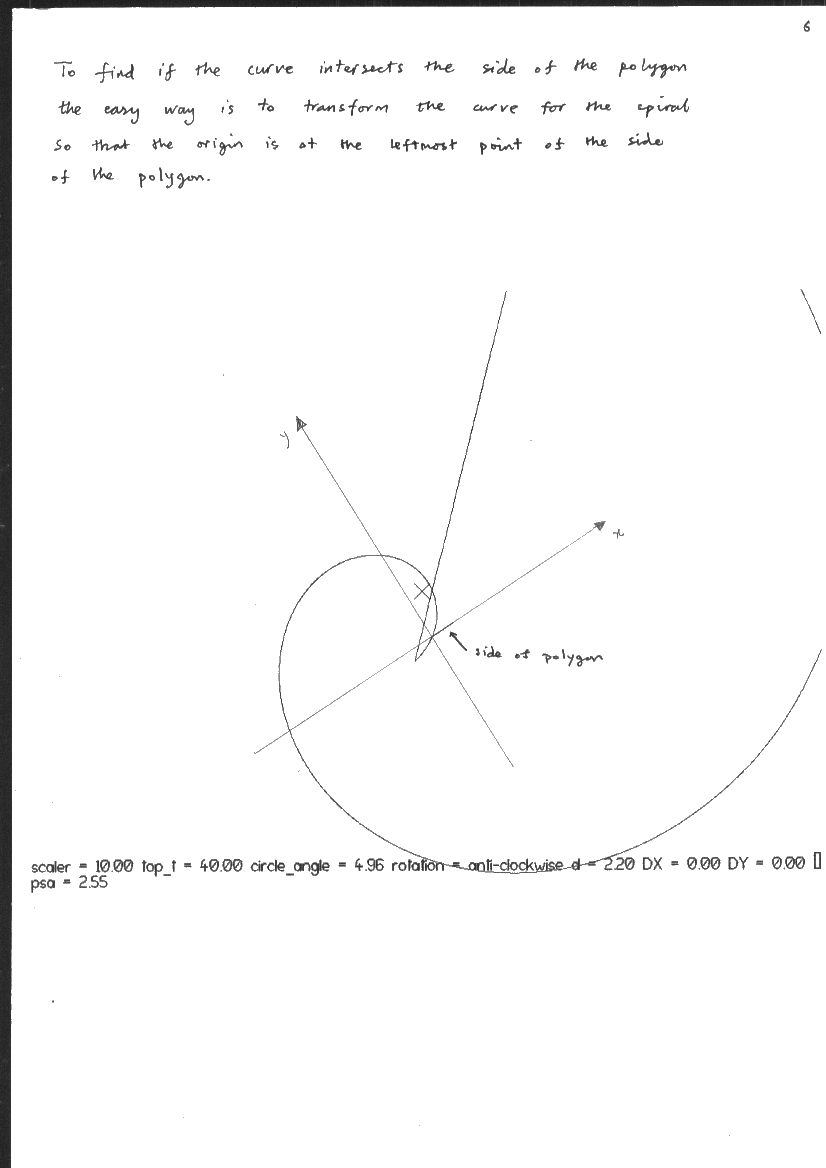 6
To find if the curve intersects the side of the polygon
the easy way is to transform the curve for the spiral
so that the origin is at the leftmost point of the side
of the polygon.
y
x
side of polygon
scaler = 10.00 top_t = 40.00 circle_angle = 4.96 rotation = anti-clockwise d = 2.20 DX = 0.00 DY = 0.00 []
psa = 2.55